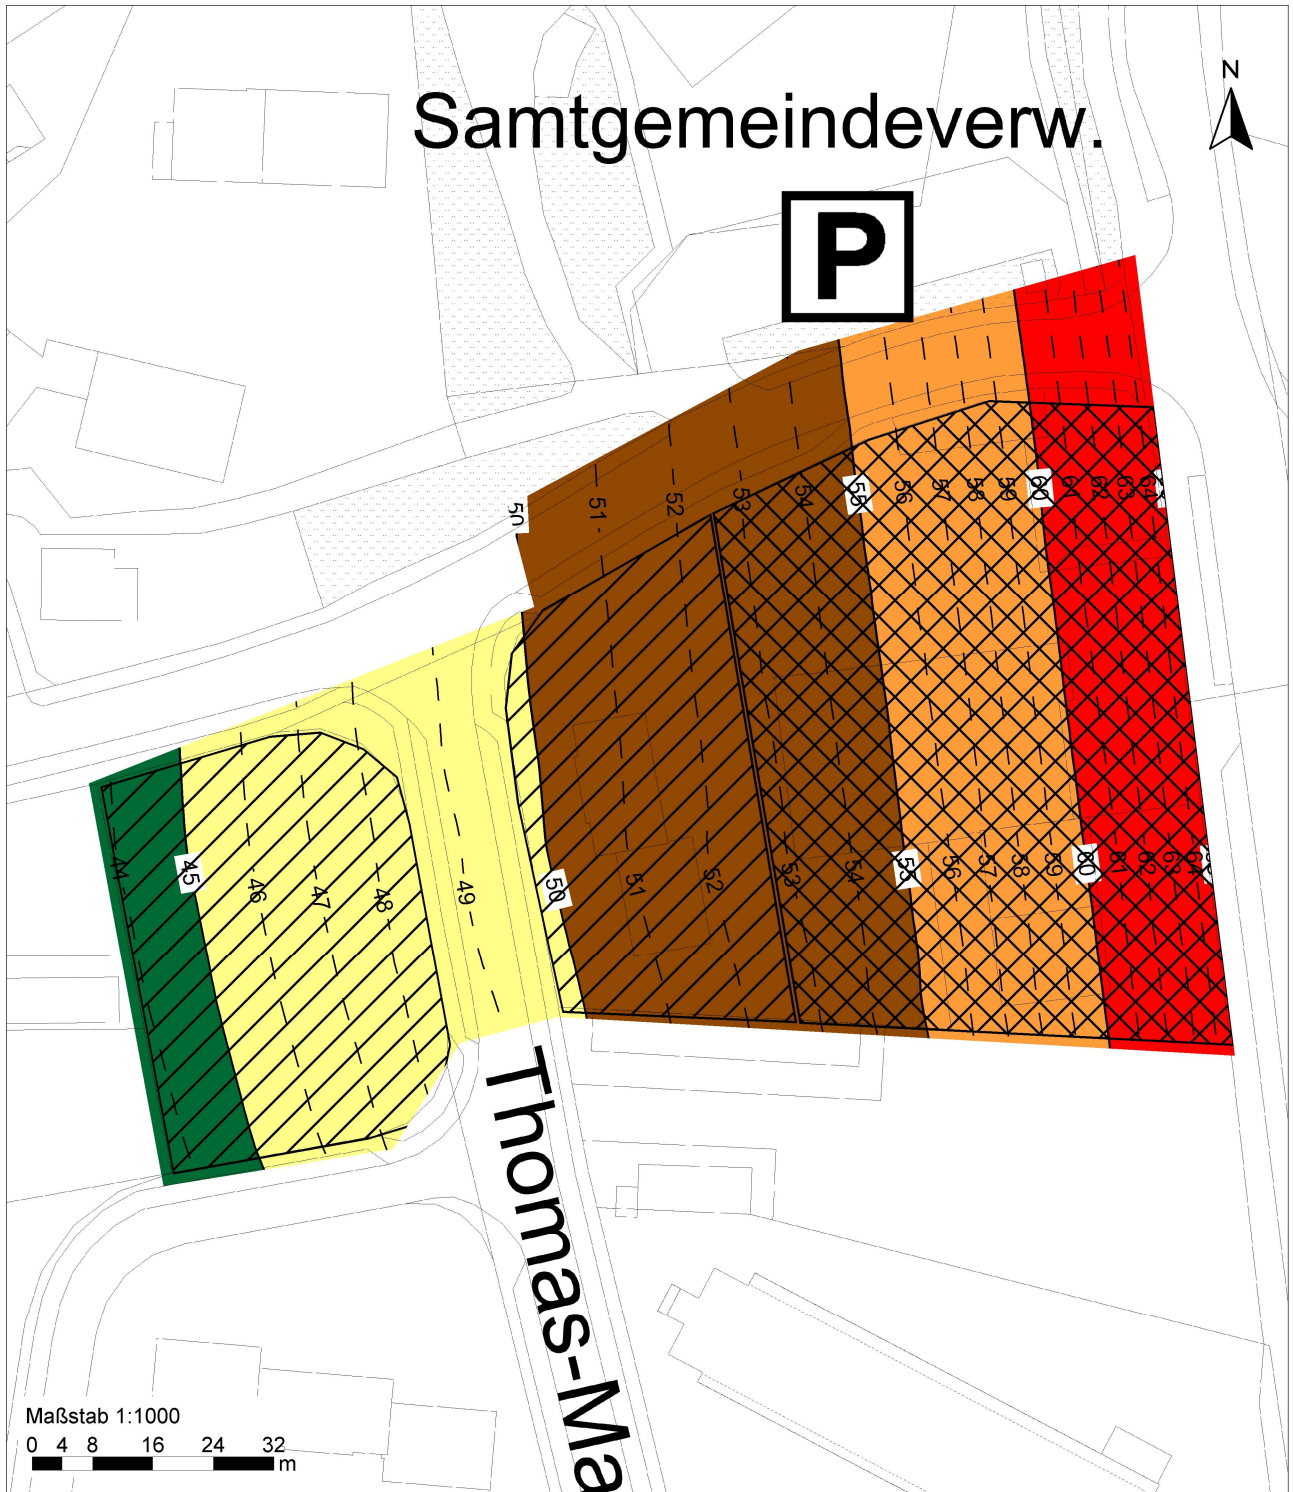 N
Samtgemeindeverw.
P
50 51 52 53 54 55 56 57 58 59 60 61 62 63 64
44 45 46 47 48 49 50 51 52 53 54 55 56 57 58 59 60 61 62 63 64
Thomas-Ma
Maßstab 1:1000
0 4 8 16 24 32
m